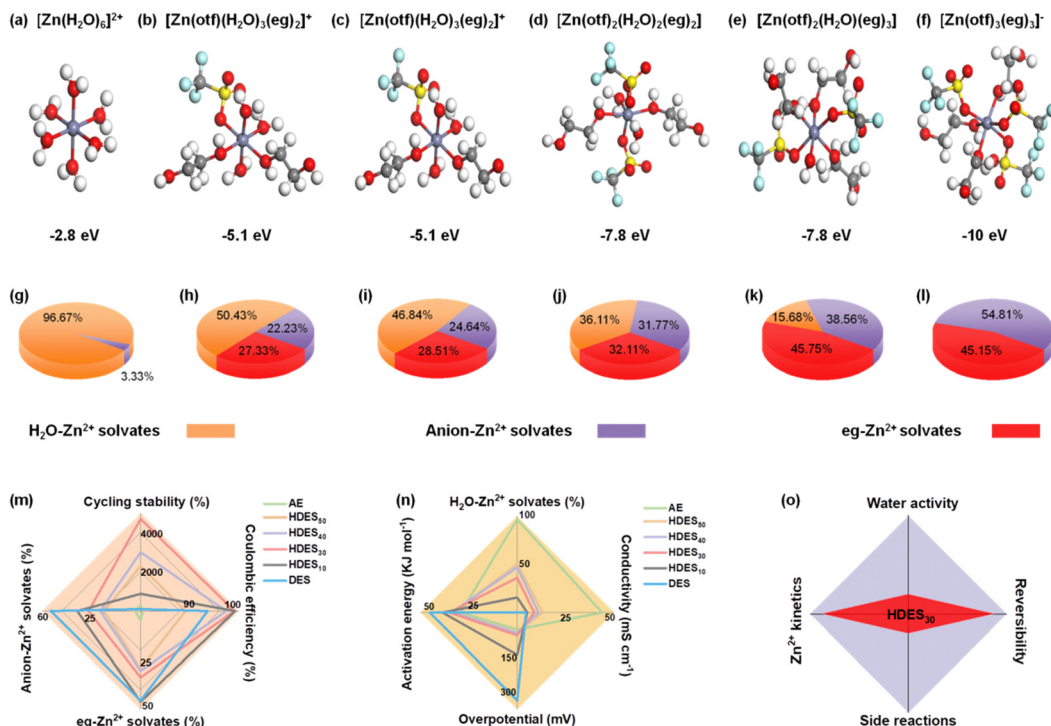 (a) [Zn(H₂O)₆]²⁺ (b) [Zn(otf)(H₂O)₃(eg)₂]⁺ (c) [Zn(otf)(H₂O)₃(eg)₂]⁺ (d) [Zn(otf)₂(H₂O)₂(eg)₂] (e) [Zn(otf)₂(H₂O)(eg)₃] (f) [Zn(otf)₃(eg)₃]⁻
-2.8 eV -5.1 eV -5.1 eV -7.8 eV -7.8 eV -10 eV
(g) (h) (i) (j) (k) (l)
96.67% 3.33%
50.43% 22.23% 27.33%
46.84% 24.64% 28.51%
36.11% 31.77% 32.11%
15.68% 38.56% 45.75%
54.81% 45.15%
H₂O-Zn²⁺ solvates Anion-Zn²⁺ solvates eg-Zn²⁺ solvates
(m) Cycling stability (%)
AE
HDES₅₀
HDES₄₀
HDES₃₀
HDES₁₀
DES
Anion-Zn²⁺ solvates (%)
Coulombic efficiency (%)
4000
2000
90 100
60 25
25
50
eg-Zn²⁺ solvates (%)
(n) H₂O-Zn²⁺ solvates (%)
AE
HDES₅₀
HDES₄₀
HDES₃₀
HDES₁₀
DES
Activation energy (KJ mol⁻¹)
Conductivity (mS cm⁻¹)
100
50
50 25 25 50
150
300
Overpotential (mV)
(o) Water activity
Zn²⁺ kinetics
HDES₃₀
Reversibility
Side reactions